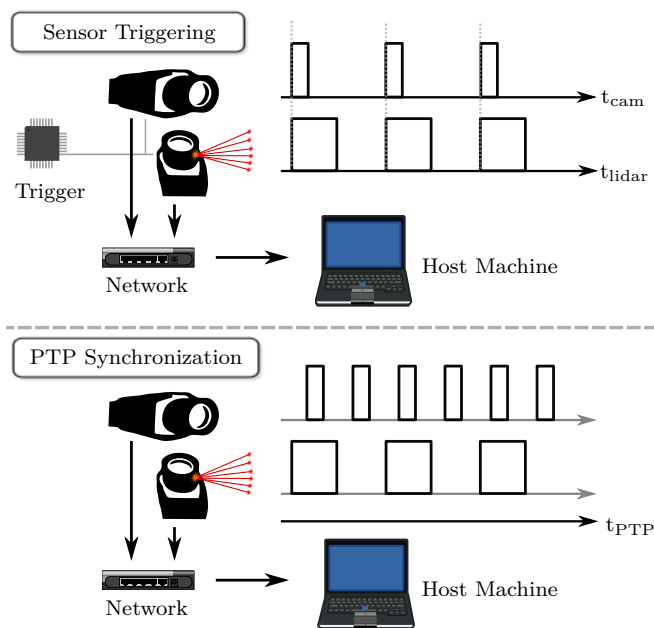 Sensor Triggering
t_cam
Trigger
t_lidar
Network
Host Machine
PTP Synchronization
t_PTP
Network
Host Machine